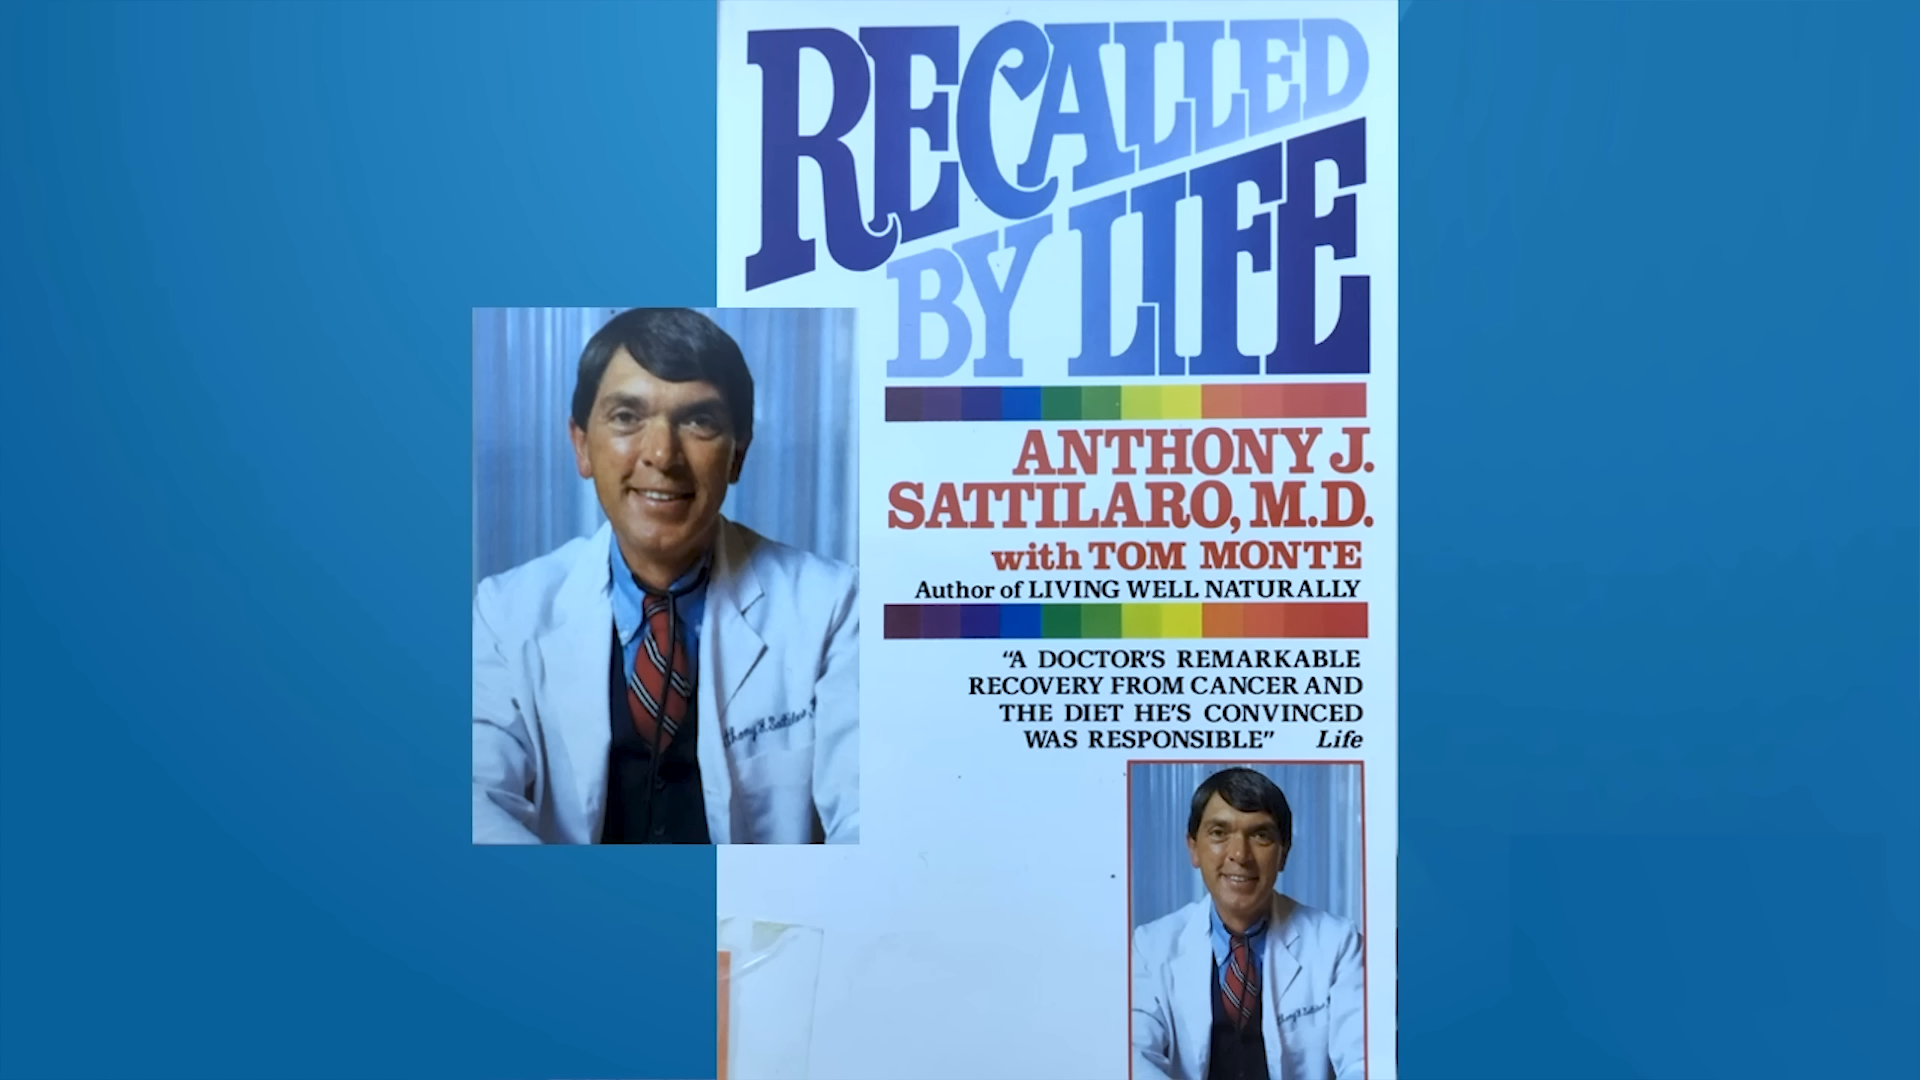 RECALLED
BY LIFE
ANTHONY J.
SATTILARO, M.D.
with TOM MONTE
Author of LIVING WELL NATURALLY
“A DOCTOR'S REMARKABLE
RECOVERY FROM CANCER AND
THE DIET HE'S CONVINCED
WAS RESPONSIBLE” Life